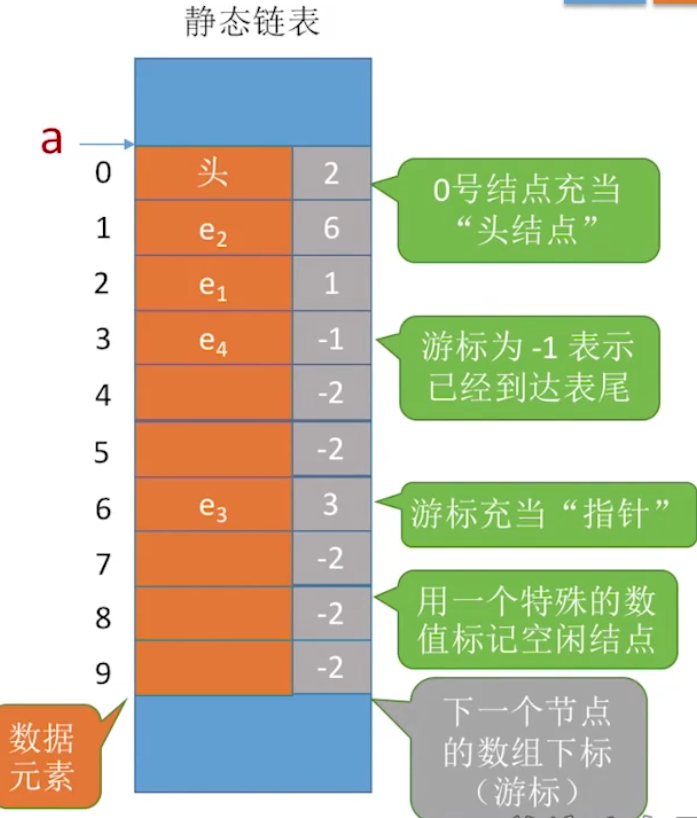 静态链表
a
0 头 2
0号结点充当
“头结点”
1 e₂ 6
2 e₁ 1
3 e₄ -1
游标为 -1 表示
已经到达表尾
4 -2
5 -2
6 e₃ 3
游标充当“指针”
7 -2
8 -2
用一个特殊的数
值标记空闲结点
9 -2
数据
元素
下一个节点
的数组下标
（游标）